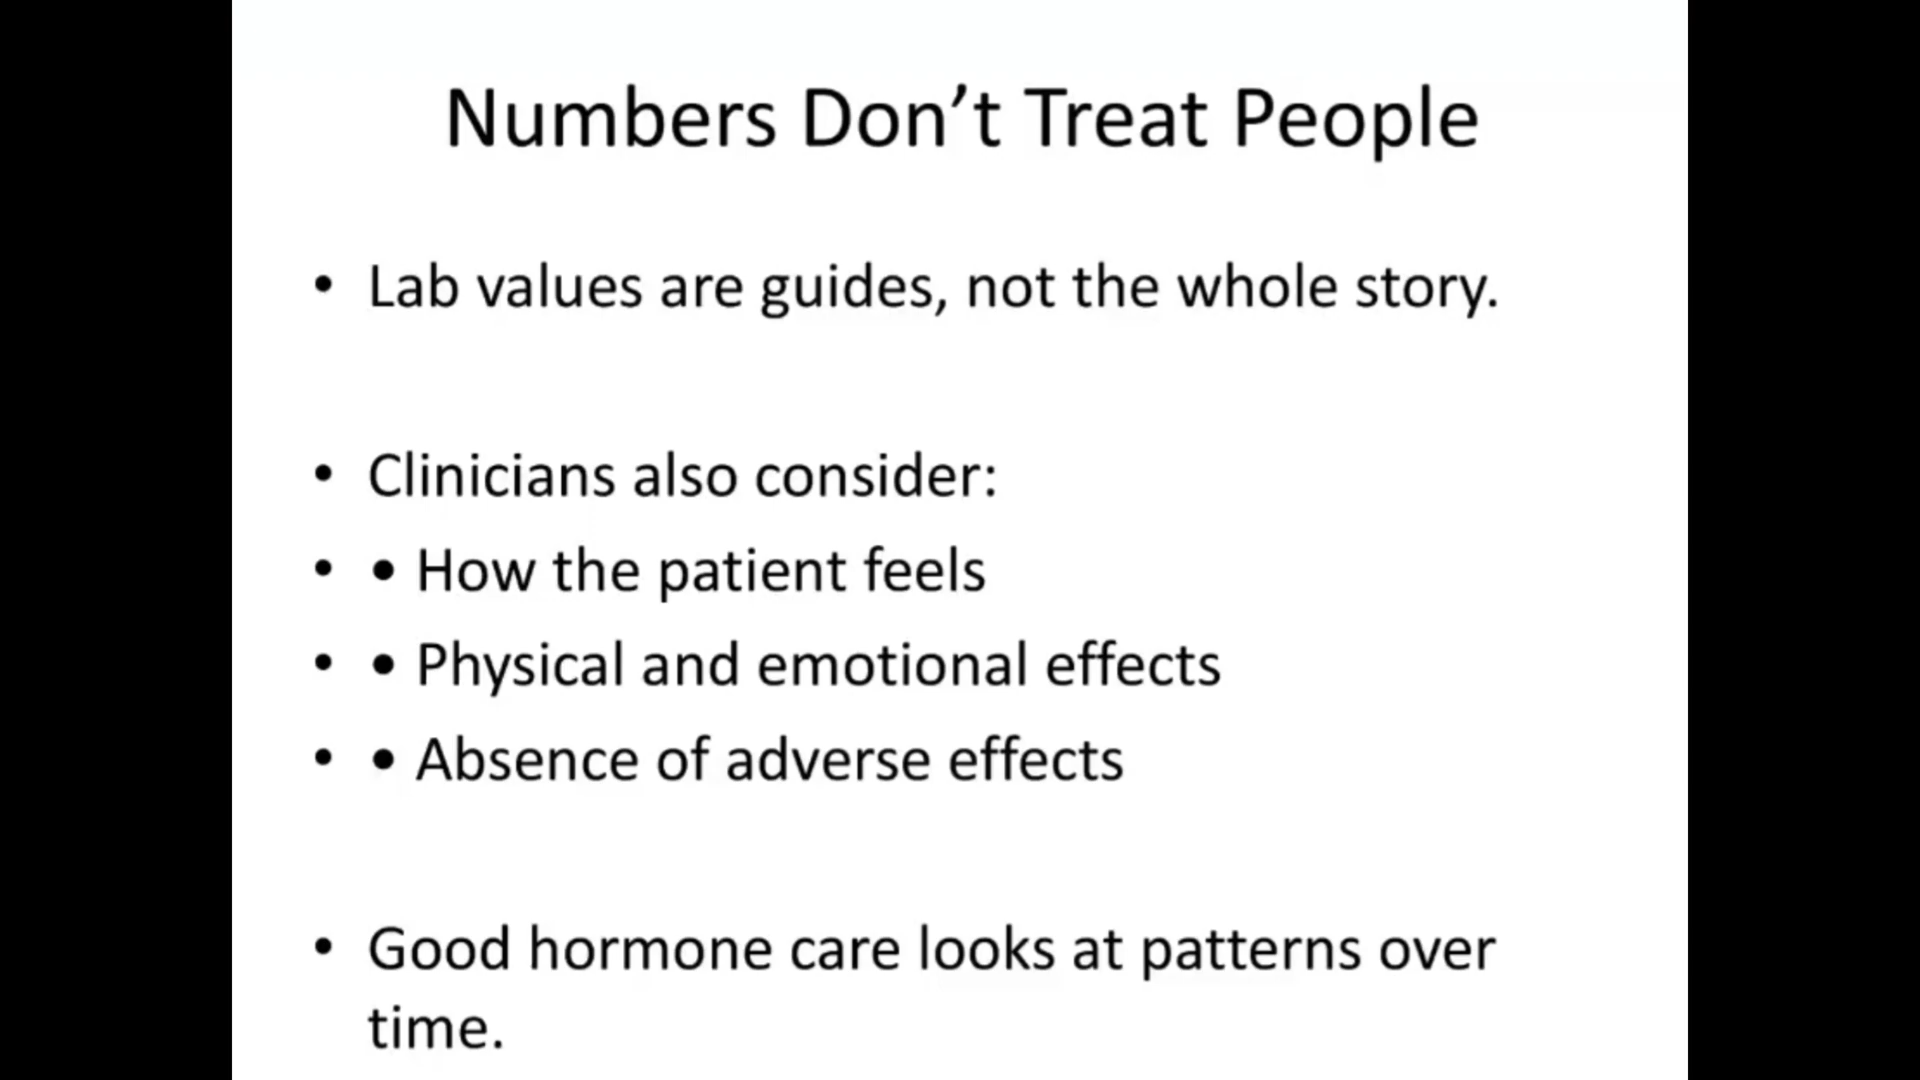 Numbers Don’t Treat People
• Lab values are guides, not the whole story.
• Clinicians also consider:
• • How the patient feels
• • Physical and emotional effects
• • Absence of adverse effects
• Good hormone care looks at patterns over
time.